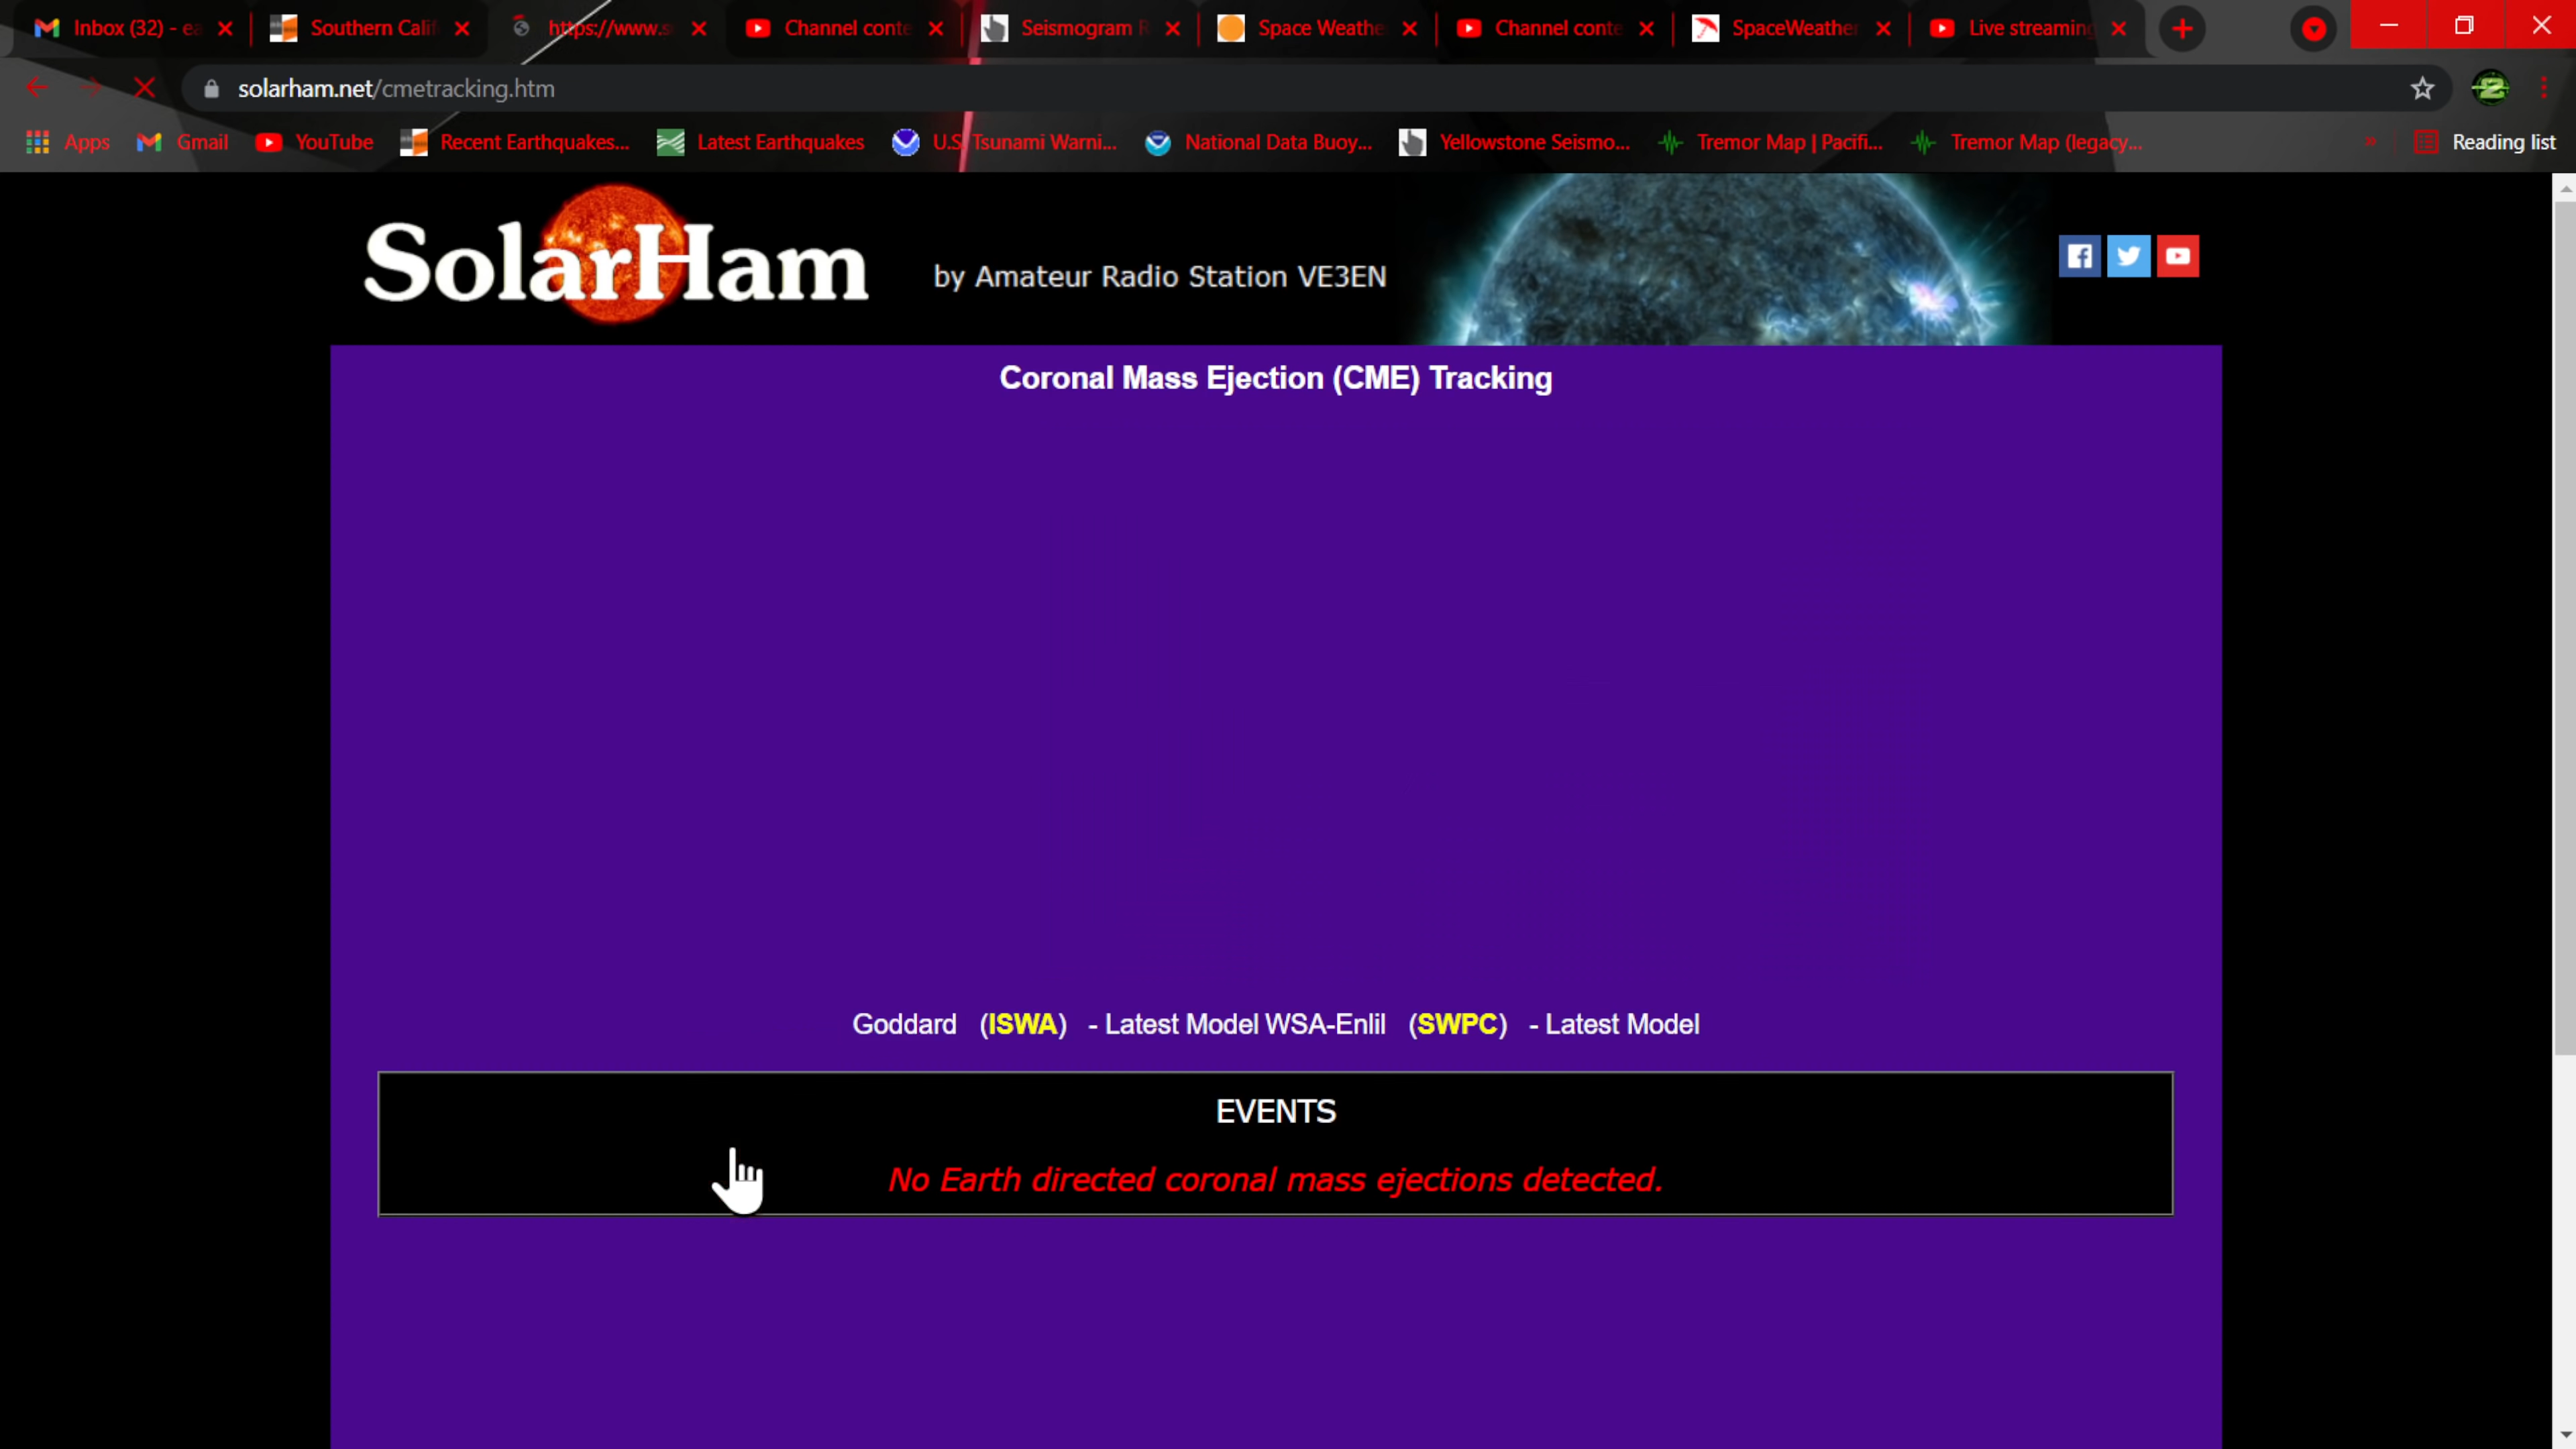 Inbox (32) - ea
Southern Calif
https://www.s
Channel conte
Seismogram R
Space Weathe
Channel conte
SpaceWeather
Live streaming
solarham.net/cmetracking.htm
Apps
Gmail
YouTube
Recent Earthquakes...
Latest Earthquakes
U.S. Tsunami Warni...
National Data Buoy...
Yellowstone Seismo...
Tremor Map | Pacifi...
Tremor Map (legacy...
Reading list
SolarHam
by Amateur Radio Station VE3EN
Coronal Mass Ejection (CME) Tracking
Goddard (ISWA) - Latest Model WSA-Enlil (SWPC) - Latest Model
EVENTS
No Earth directed coronal mass ejections detected.